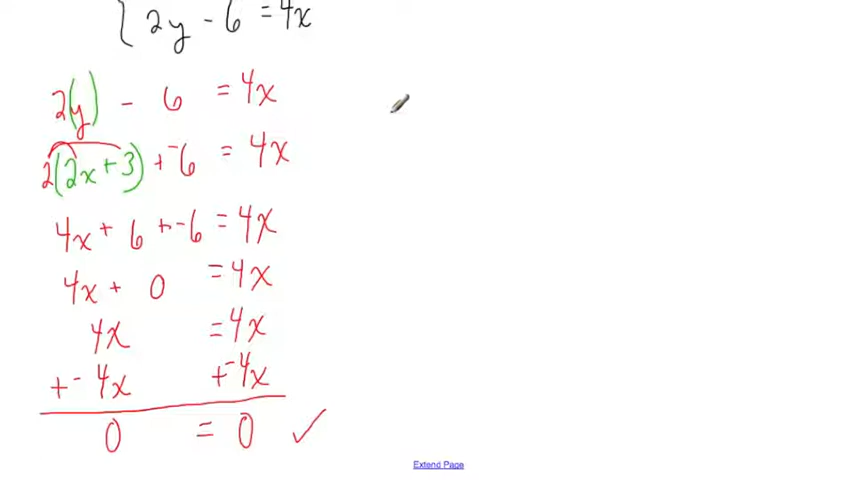 { 2y - 6 = 4x
2(y) - 6 = 4x
2(2x + 3) + -6 = 4x
4x + 6 + -6 = 4x
4x + 0 = 4x
4x = 4x
+ -4x + -4x
0 = 0 ✓
Extend Page